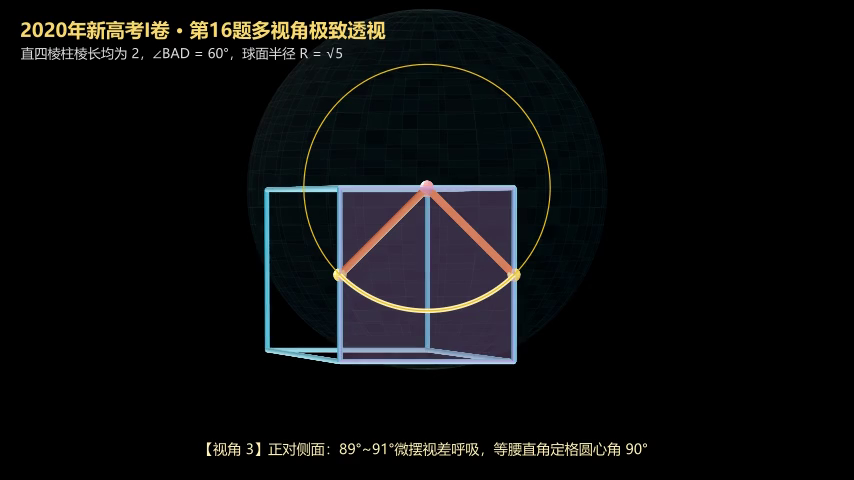 2020年新高考I卷 · 第16题多视角极致透视
直四棱柱棱长均为 2，∠BAD = 60°，球面半径 R = √5
【视角 3】正对侧面：89°~91°微摆视差呼吸，等腰直角定格圆心角 90°